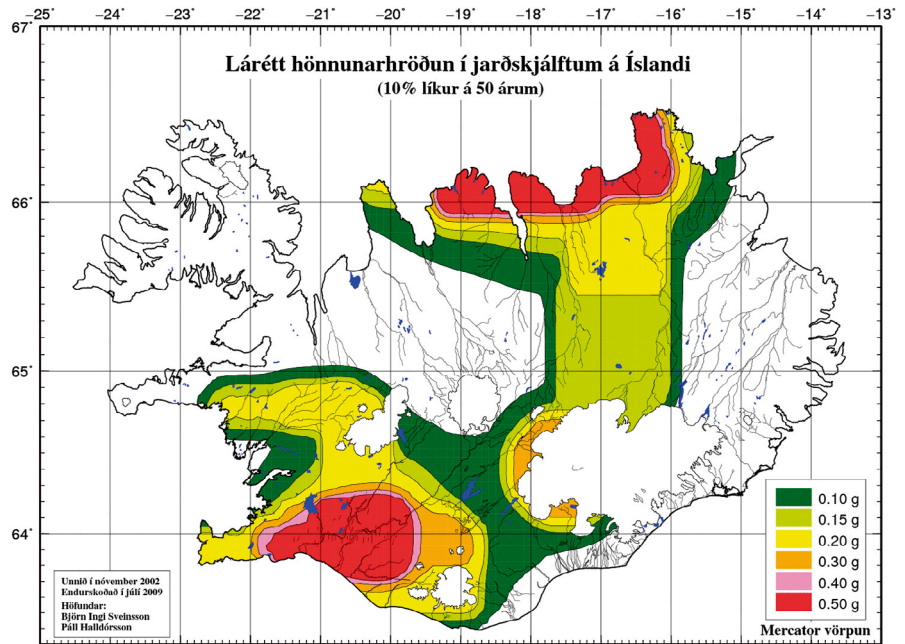 −25° −24° −23° −22° −21° −20° −19° −18° −17° −16° −15° −14° −13°
67°
Lárétt hönnunarhröðun í jarðskjálftum á Íslandi
(10% líkur á 50 árum)
66°
65°
64°
0.10 g
0.15 g
0.20 g
0.30 g
0.40 g
0.50 g
Mercator vörpun
Unnið í nóvember 2002
Endurskoðað í júlí 2009
Höfundar:
Björn Ingi Sveinsson
Páll Halldórsson